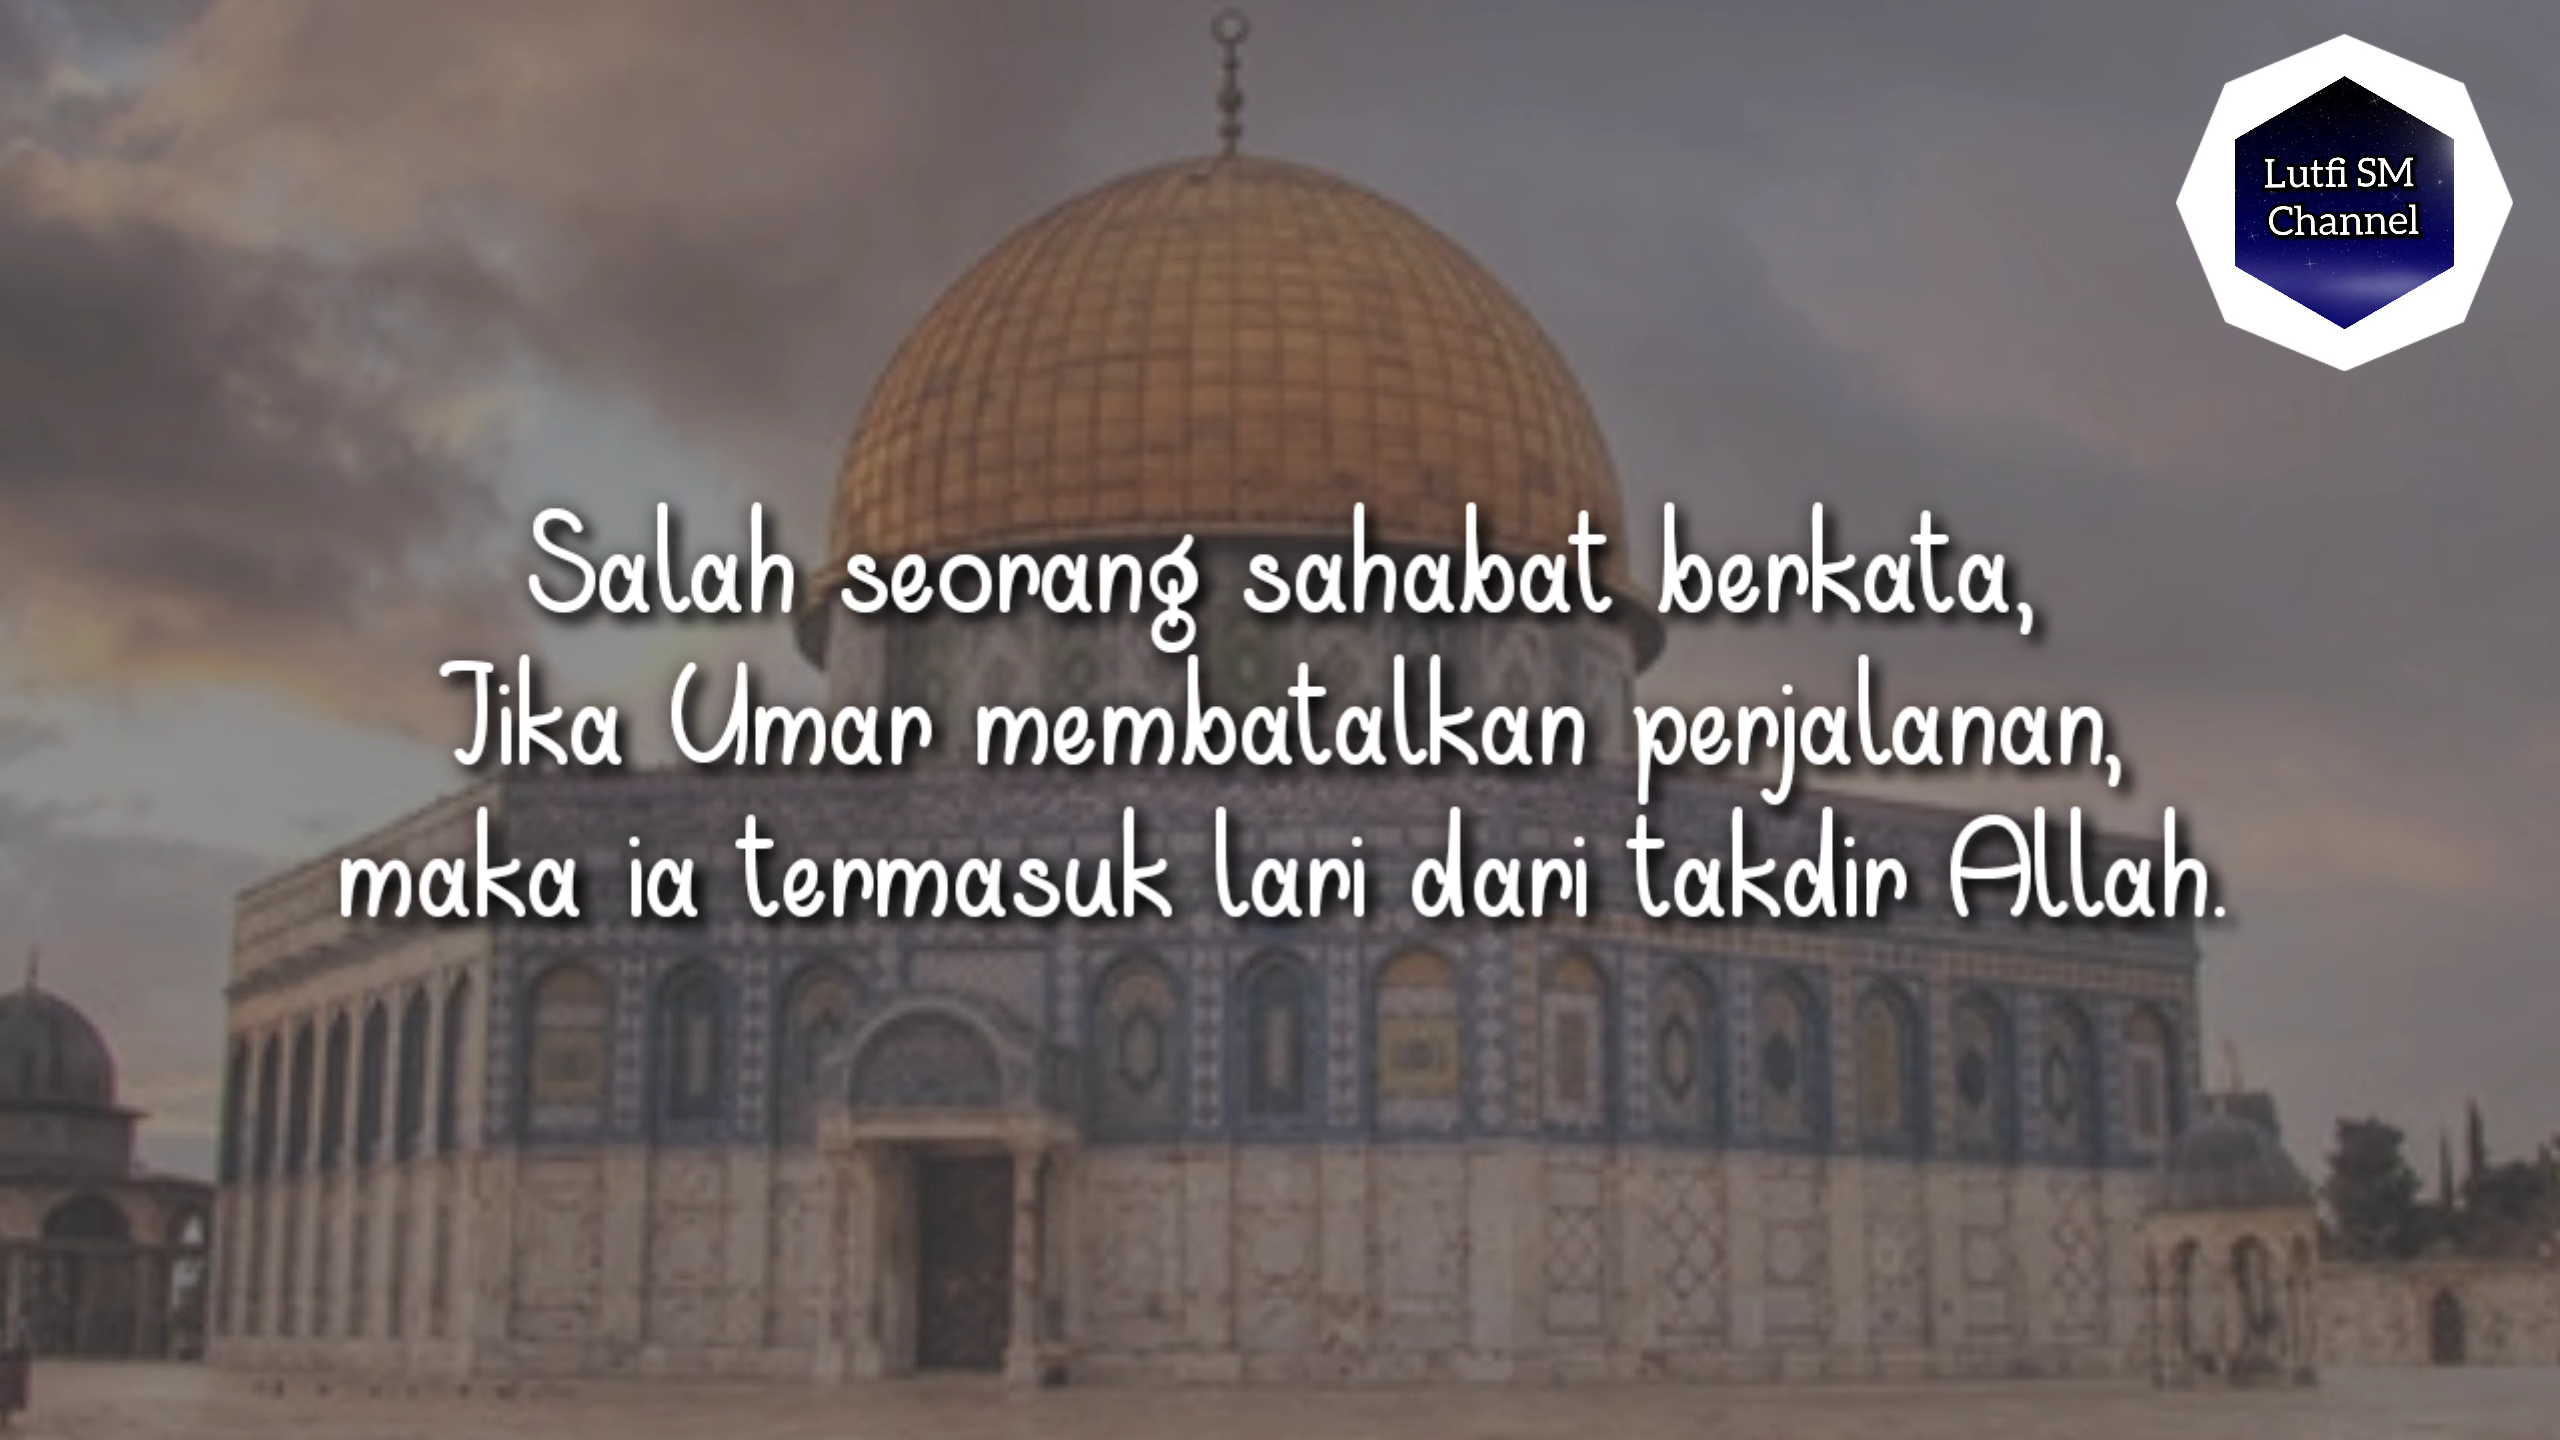 Lutfi SM
Channel
Salah seorang sahabat berkata,
Jika Umar membatalkan perjalanan,
maka ia termasuk lari dari takdir Allah.